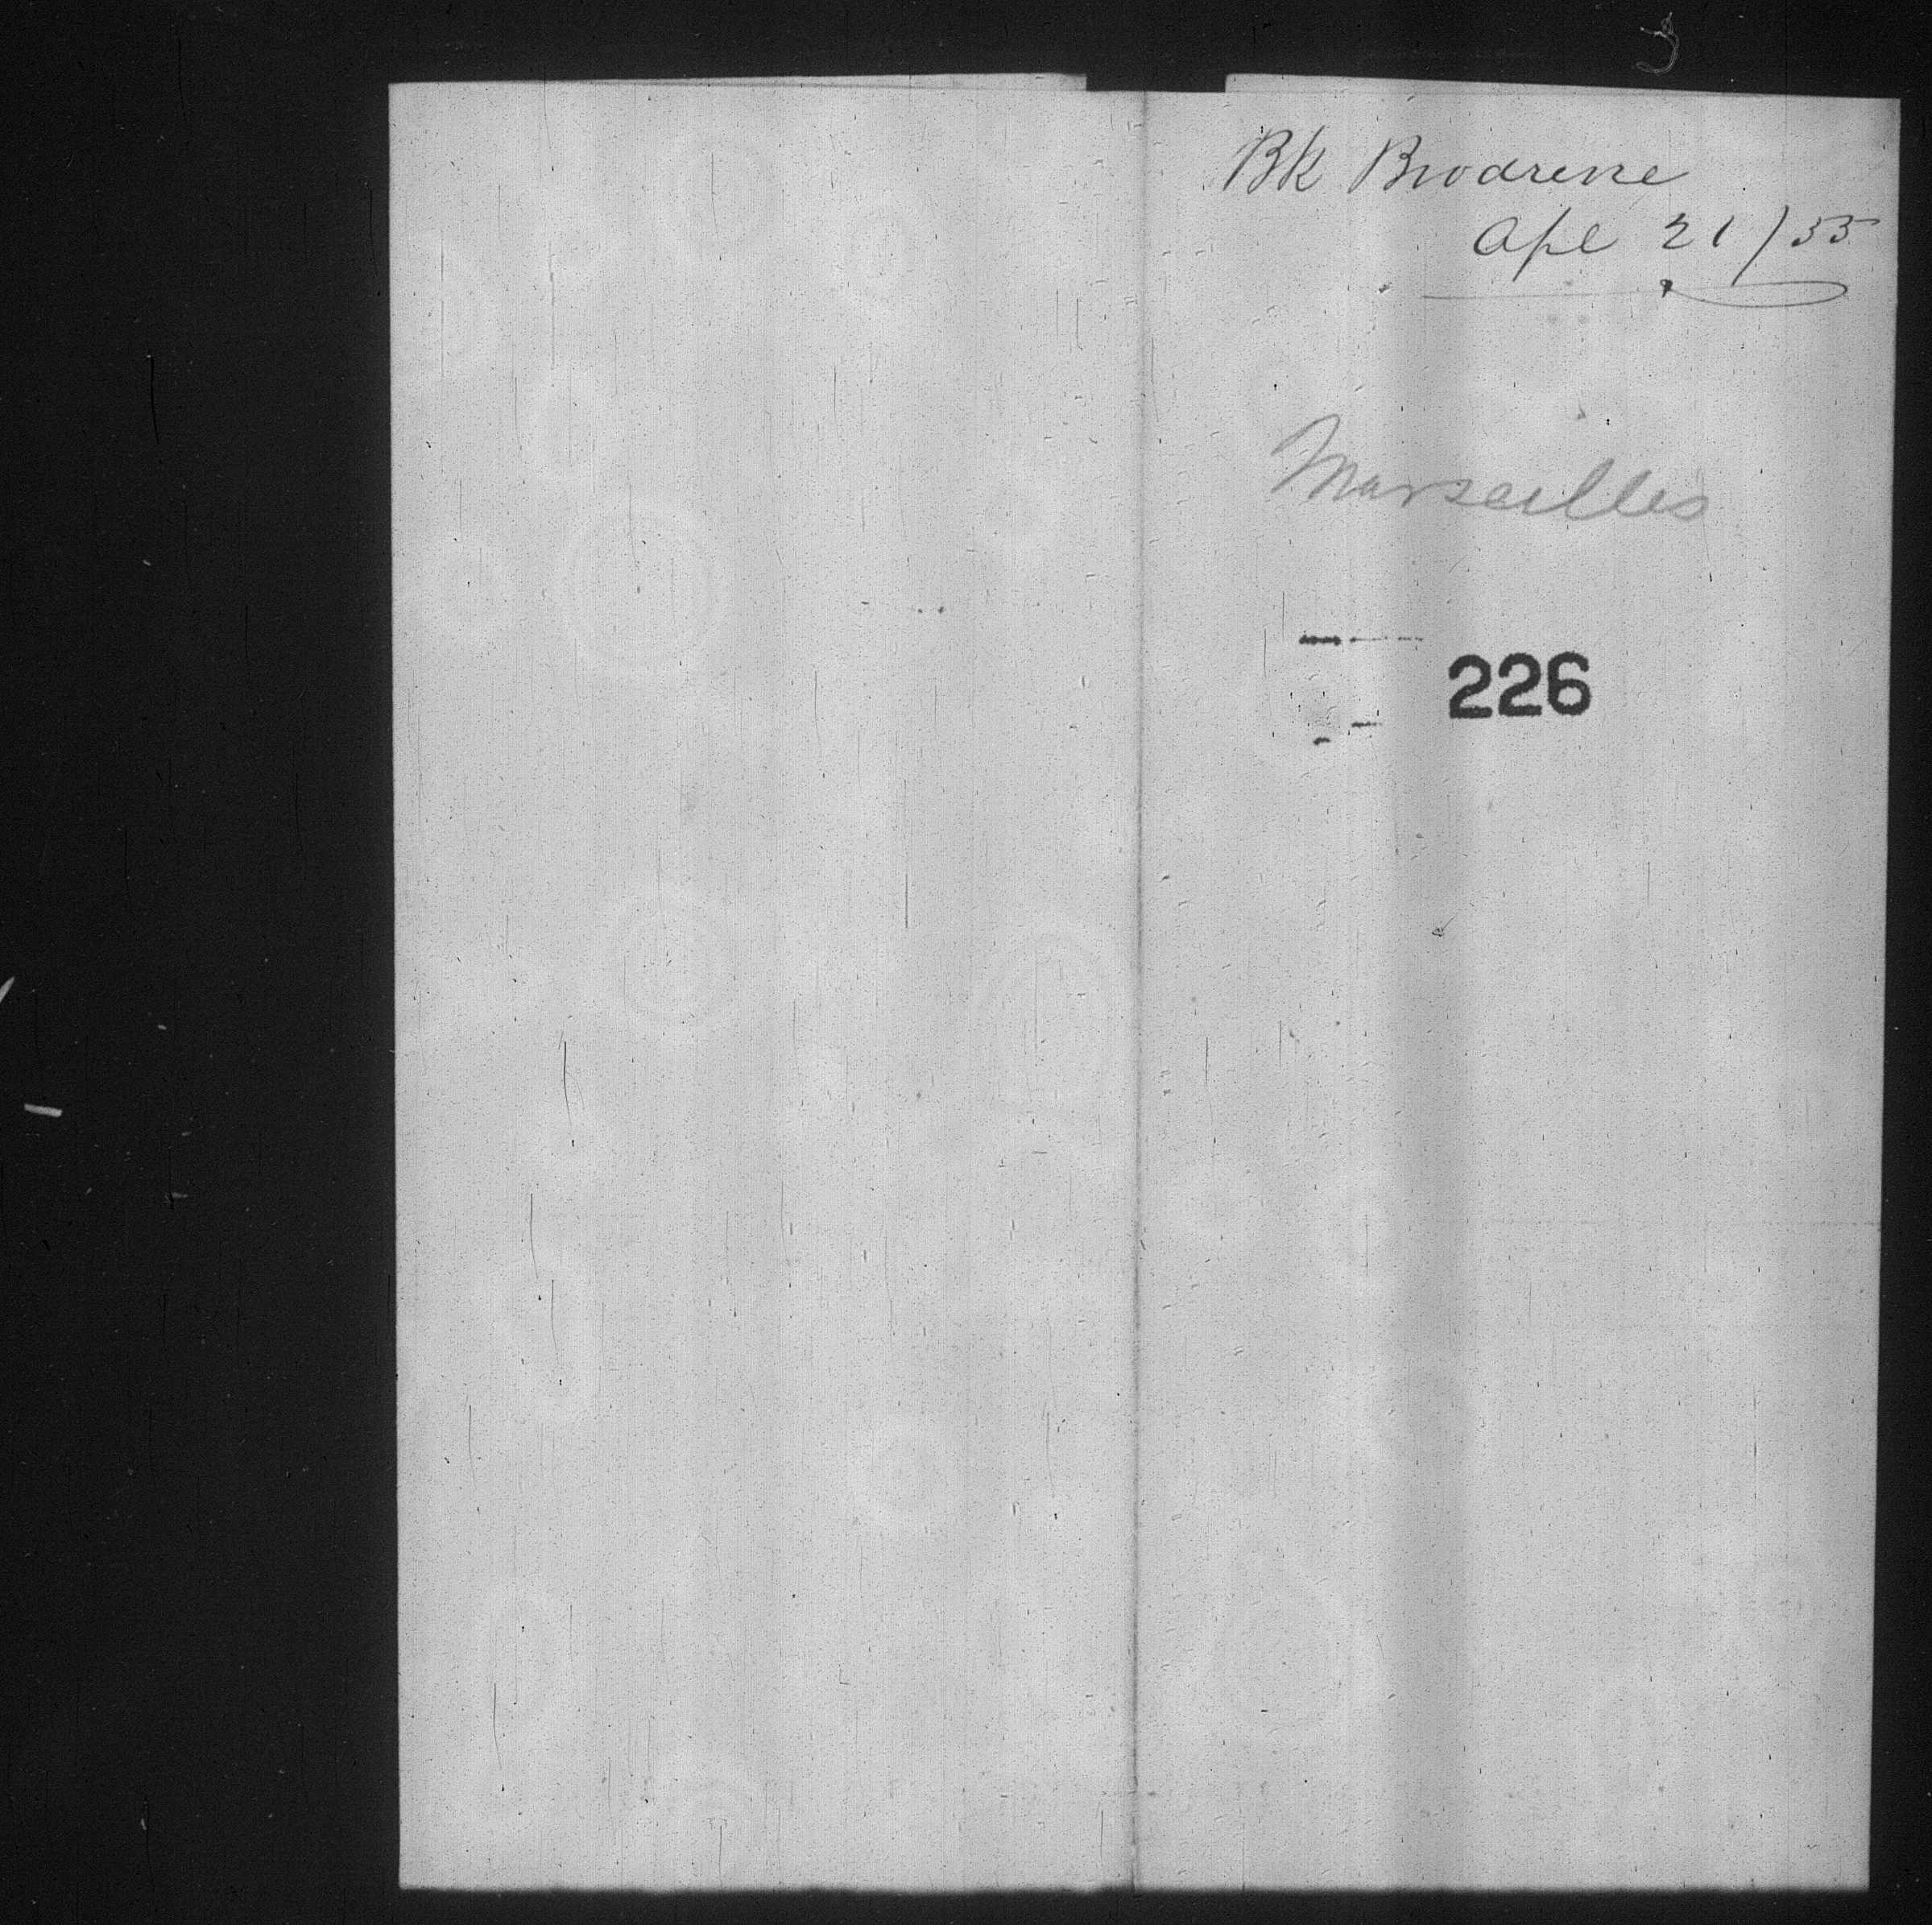 Bk Brodrene
Apl 21/55
Marseilles
226